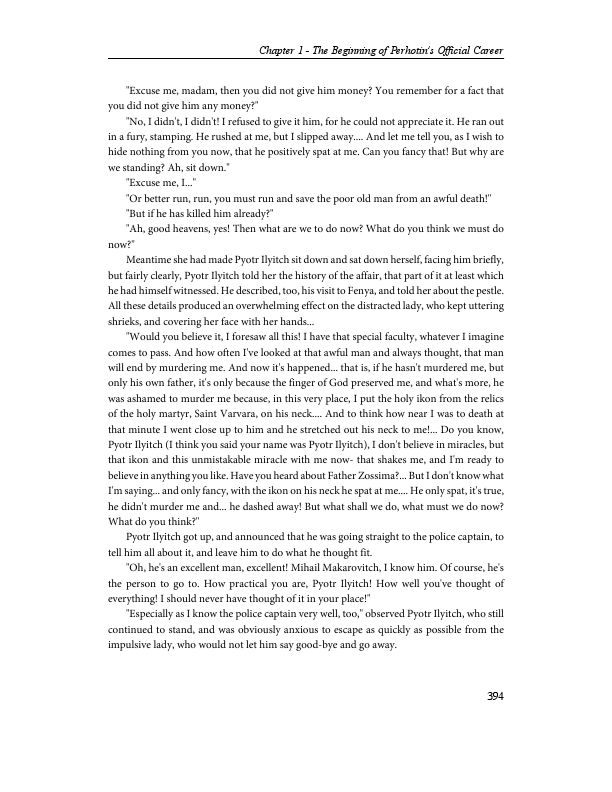 Chapter 1 - The Beginning of Perhotin's Official Career
"Excuse me, madam, then you did not give him money? You remember for a fact that
you did not give him any money?"
"No, I didn't, I didn't! I refused to give it him, for he could not appreciate it. He ran out
in a fury, stamping. He rushed at me, but I slipped away.... And let me tell you, as I wish to
hide nothing from you now, that he positively spat at me. Can you fancy that! But why are
we standing? Ah, sit down."
"Excuse me, I..."
"Or better run, run, you must run and save the poor old man from an awful death!"
"But if he has killed him already?"
"Ah, good heavens, yes! Then what are we to do now? What do you think we must do
now?"
Meantime she had made Pyotr Ilyitch sit down and sat down herself, facing him briefly,
but fairly clearly, Pyotr Ilyitch told her the history of the affair, that part of it at least which
he had himself witnessed. He described, too, his visit to Fenya, and told her about the pestle.
All these details produced an overwhelming effect on the distracted lady, who kept uttering
shrieks, and covering her face with her hands...
"Would you believe it, I foresaw all this! I have that special faculty, whatever I imagine
comes to pass. And how often I've looked at that awful man and always thought, that man
will end by murdering me. And now it's happened... that is, if he hasn't murdered me, but
only his own father, it's only because the finger of God preserved me, and what's more, he
was ashamed to murder me because, in this very place, I put the holy ikon from the relics
of the holy martyr, Saint Varvara, on his neck.... And to think how near I was to death at
that minute I went close up to him and he stretched out his neck to me!... Do you know,
Pyotr Ilyitch (I think you said your name was Pyotr Ilyitch), I don't believe in miracles, but
that ikon and this unmistakable miracle with me now- that shakes me, and I'm ready to
believe in anything you like. Have you heard about Father Zossima?... But I don't know what
I'm saying... and only fancy, with the ikon on his neck he spat at me.... He only spat, it's true,
he didn't murder me and... he dashed away! But what shall we do, what must we do now?
What do you think?"
Pyotr Ilyitch got up, and announced that he was going straight to the police captain, to
tell him all about it, and leave him to do what he thought fit.
"Oh, he's an excellent man, excellent! Mihail Makarovitch, I know him. Of course, he's
the person to go to. How practical you are, Pyotr Ilyitch! How well you've thought of
everything! I should never have thought of it in your place!"
"Especially as I know the police captain very well, too," observed Pyotr Ilyitch, who still
continued to stand, and was obviously anxious to escape as quickly as possible from the
impulsive lady, who would not let him say good-bye and go away.
394